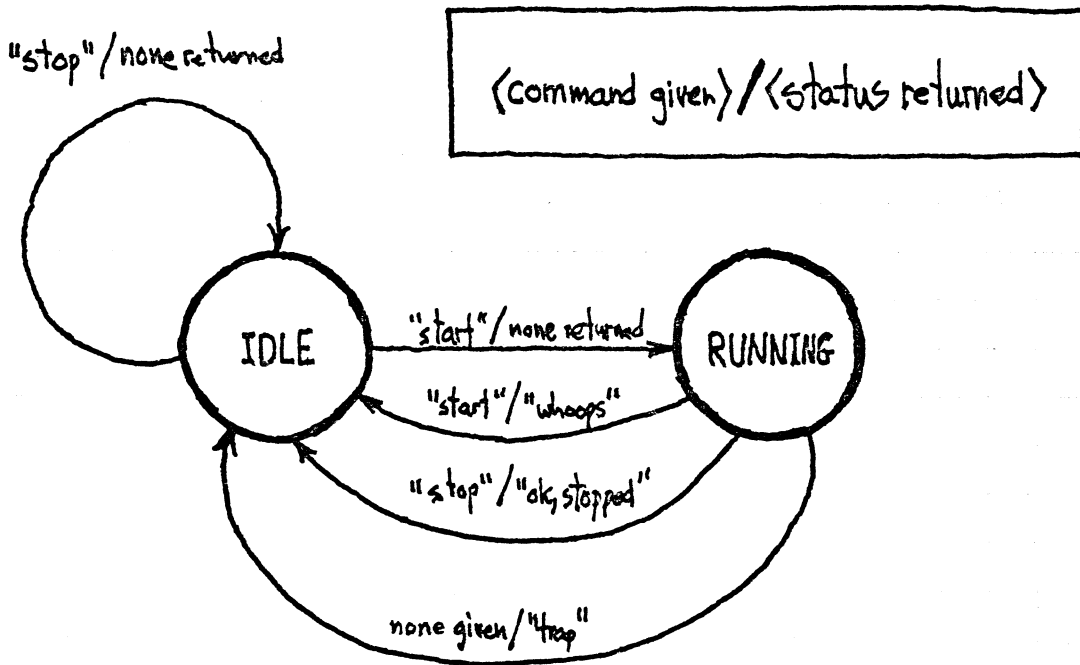 "stop"/none returned
<command given>/<status returned>
IDLE
"start"/none returned
RUNNING
"start"/"whoops"
"stop"/"ok, stopped"
none given/"trap"